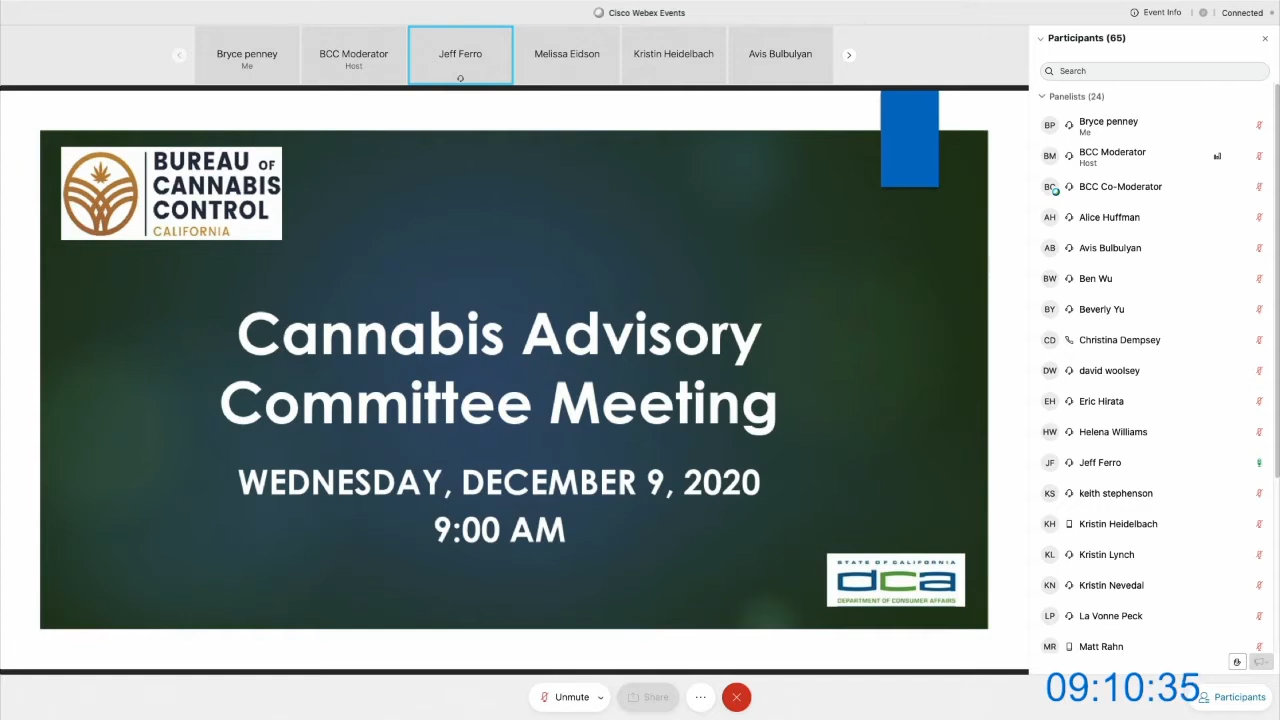 Cisco Webex Events
Event Info
Connected
Bryce penney
Me
BCC Moderator
Host
Jeff Ferro
Melissa Eidson
Kristin Heidelbach
Avis Bulbulyan
BUREAU OF
CANNABIS
CONTROL
CALIFORNIA
Cannabis Advisory
Committee Meeting
WEDNESDAY, DECEMBER 9, 2020
9:00 AM
STATE OF CALIFORNIA
dca
DEPARTMENT OF CONSUMER AFFAIRS
Unmute
Share
Participants (65)
Search
Panelists (24)
BP Bryce penney
Me
BM BCC Moderator
Host
BC BCC Co-Moderator
AH Alice Huffman
AB Avis Bulbulyan
BW Ben Wu
BY Beverly Yu
CD Christina Dempsey
DW david woolsey
EH Eric Hirata
HW Helena Williams
JF Jeff Ferro
KS keith stephenson
KH Kristin Heidelbach
KL Kristin Lynch
KN Kristin Nevedal
LP La Vonne Peck
MR Matt Rahn
09:10:35
Participants